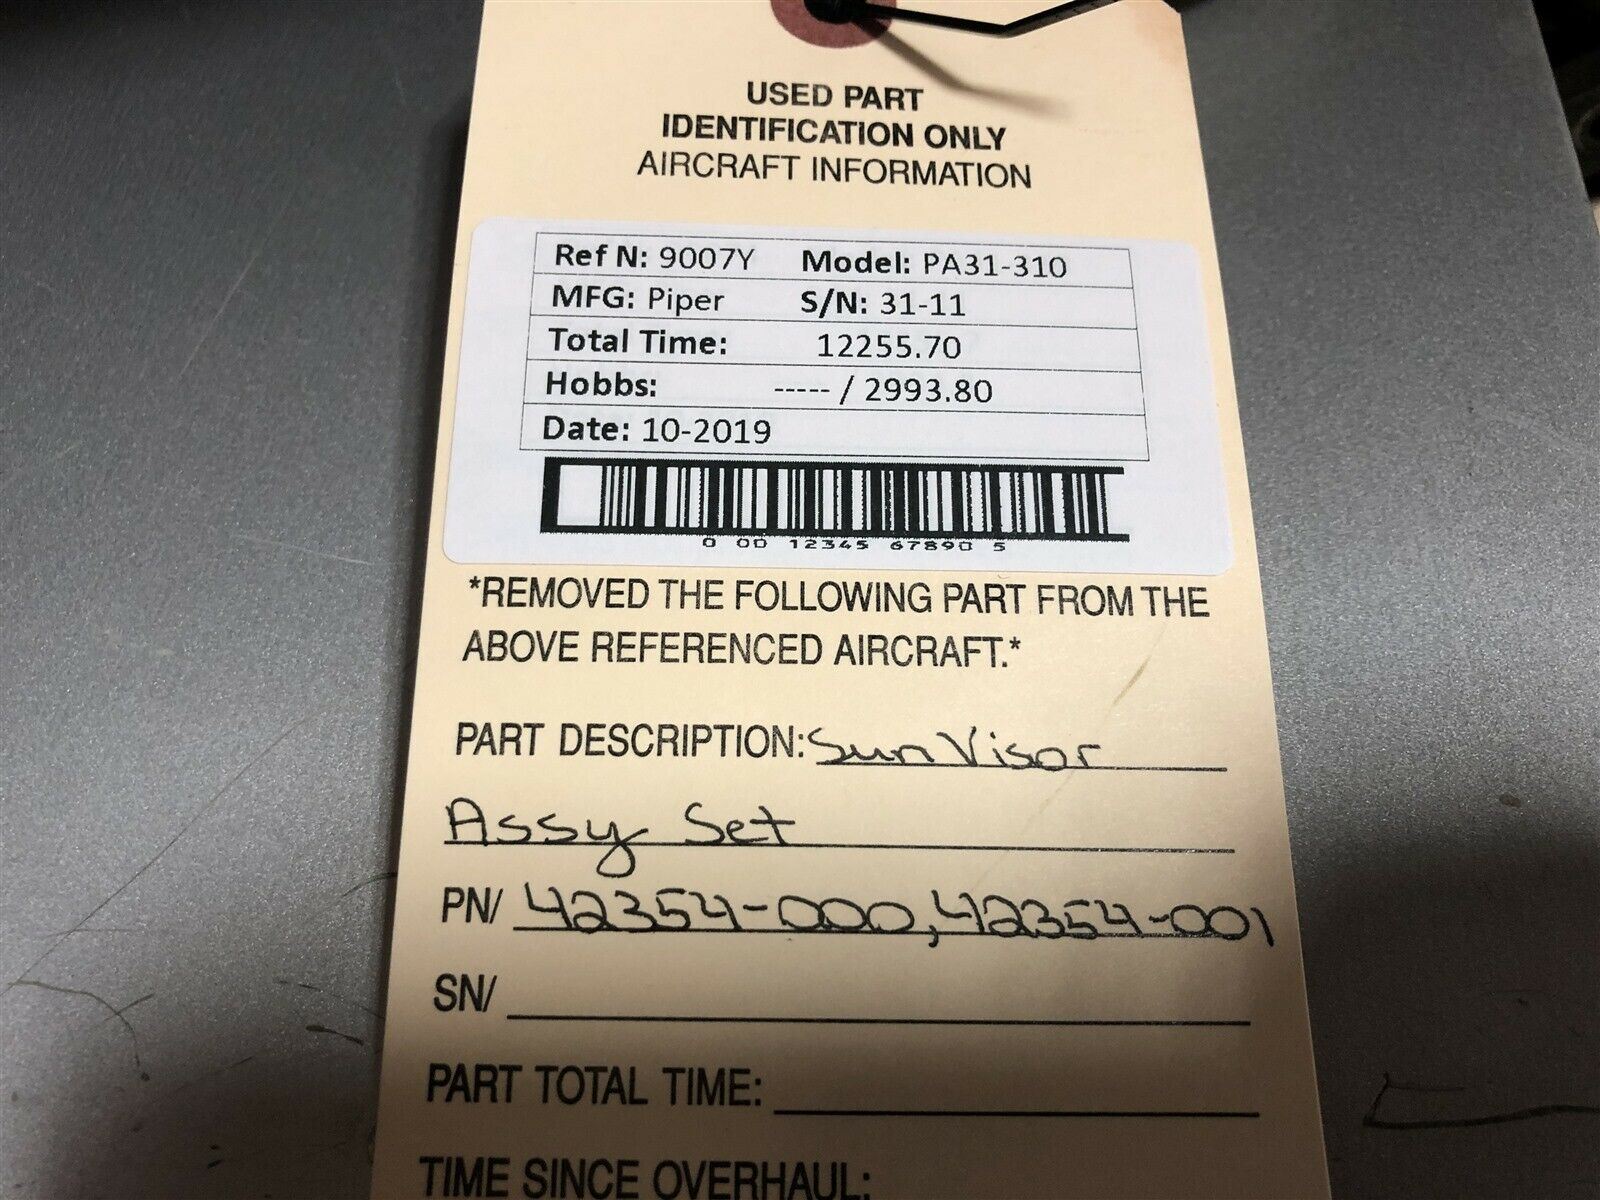 USED PART
IDENTIFICATION ONLY
AIRCRAFT INFORMATION
Ref N: 9007Y Model: PA31-310
MFG: Piper S/N: 31-11
Total Time: 12255.70
Hobbs: ----- / 2993.80
Date: 10-2019
0 00 12345 67890 5
*REMOVED THE FOLLOWING PART FROM THE
ABOVE REFERENCED AIRCRAFT.*
PART DESCRIPTION: Sun Visor
Assy Set
PN/ 42354-000, 42354-001
SN/
PART TOTAL TIME:
TIME SINCE OVERHAUL: